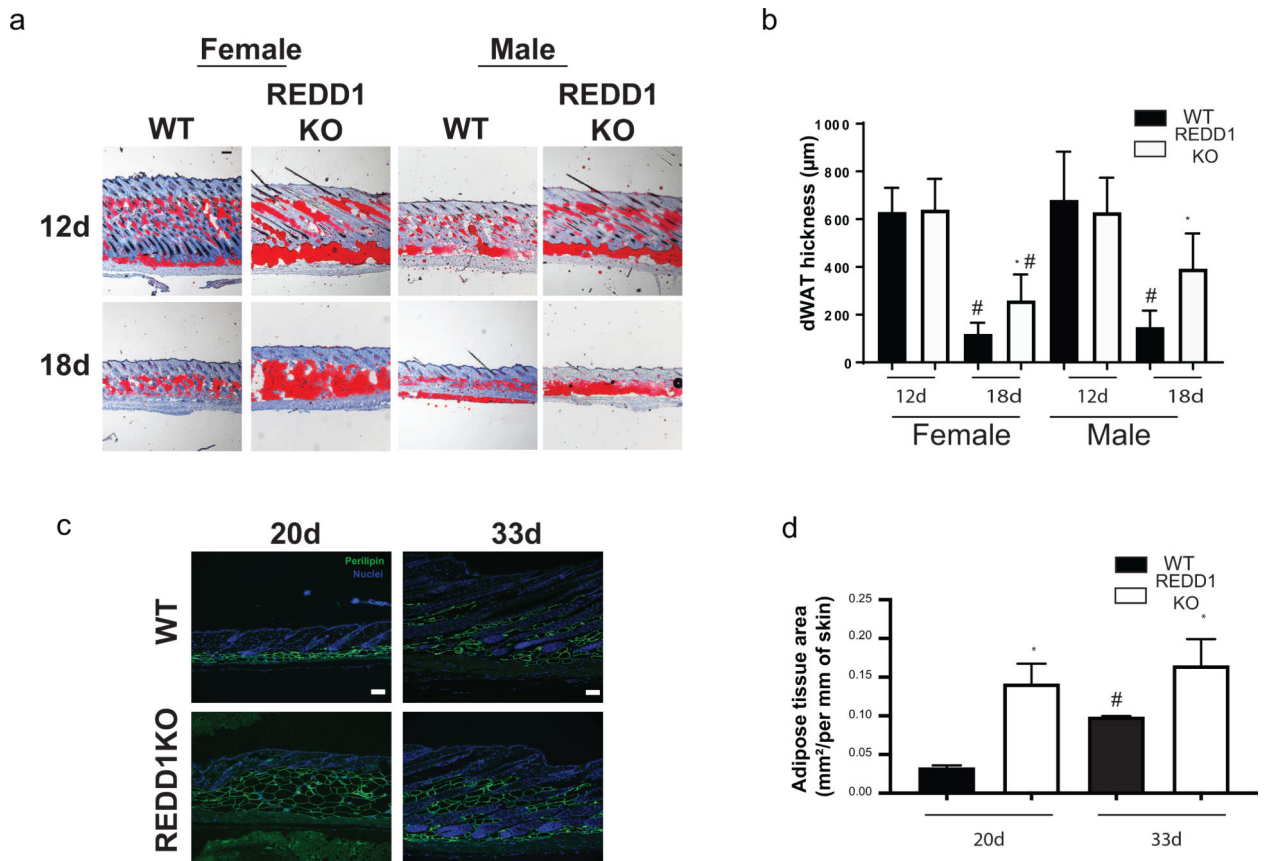 a
Female
Male
WT
REDD1
KO
WT
REDD1
KO
12d
18d
b
WT
REDD1
KO
dWAT hickness (µm)
1000
800
600
400
200
0
#
* #
#
*
12d
18d
12d
18d
Female
Male
c
20d
33d
WT
REDD1KO
Perilipin
Nuclei
d
WT
REDD1
KO
Adipose tissue area
(mm²/per mm of skin)
0.25
0.20
0.15
0.10
0.05
0.00
*
#
*
20d
33d